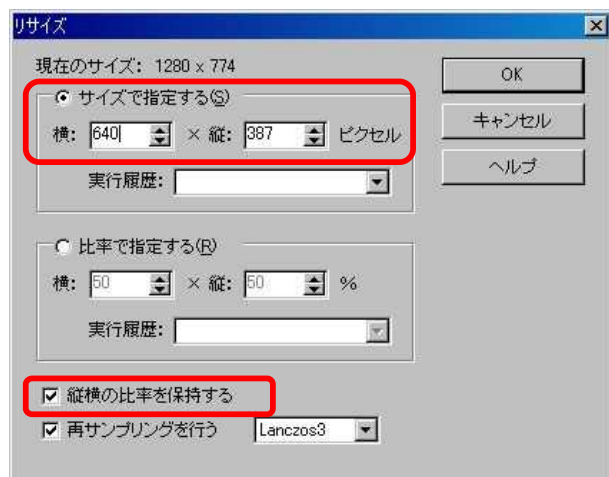 リサイズ
現在のサイズ: 1280 x 774
サイズで指定する(S)
横: 640 × 縦: 387 ピクセル
実行履歴:
比率で指定する(R)
横: 50 × 縦: 50 %
実行履歴:
縦横の比率を保持する
再サンプリングを行う Lanczos3
OK
キャンセル
ヘルプ